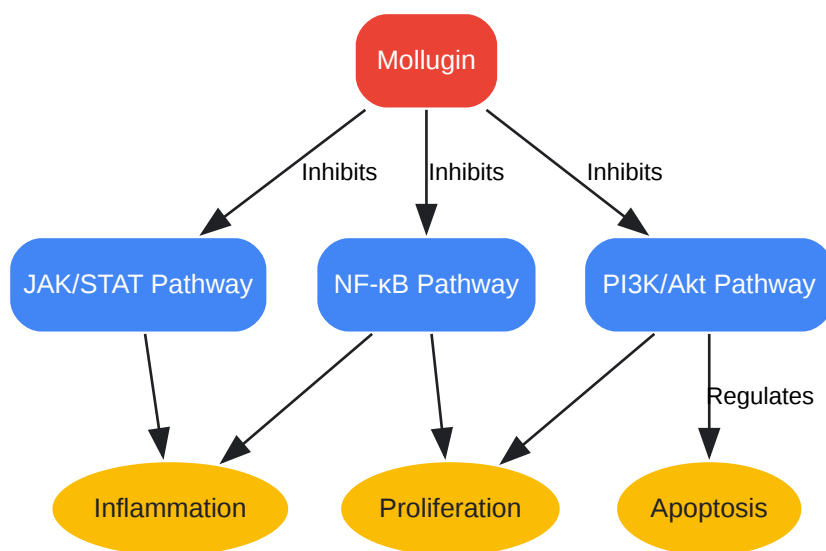 Mollugin
Inhibits
Inhibits
Inhibits
JAK/STAT Pathway
NF-κB Pathway
PI3K/Akt Pathway
Regulates
Inflammation
Proliferation
Apoptosis